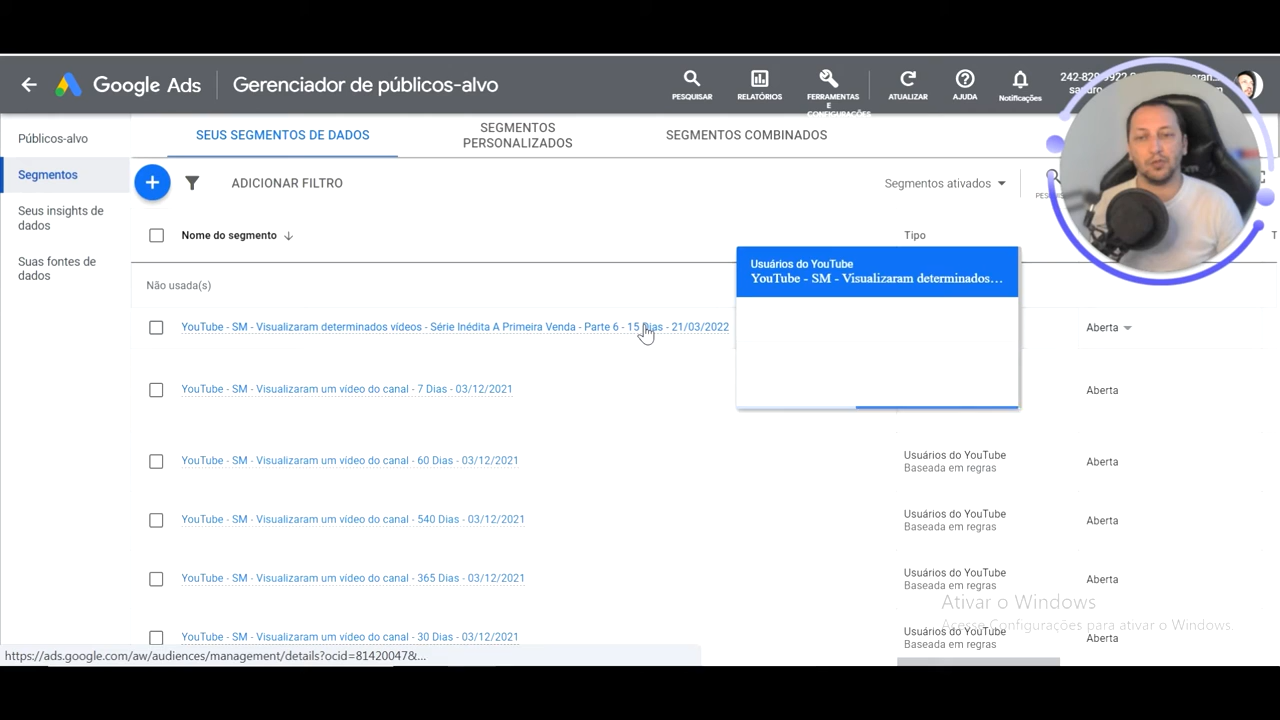 Google Ads
Gerenciador de públicos-alvo
PESQUISAR
RELATÓRIOS
FERRAMENTAS
E
CONFIGURAÇÕES
ATUALIZAR
AJUDA
Notificações
Públicos-alvo
Segmentos
Seus insights de
dados
Suas fontes de
dados
SEUS SEGMENTOS DE DADOS
SEGMENTOS
PERSONALIZADOS
SEGMENTOS COMBINADOS
ADICIONAR FILTRO
Segmentos ativados
Nome do segmento
Tipo
T
Não usada(s)
Usuários do YouTube
YouTube - SM - Visualizaram determinados…
YouTube - SM - Visualizaram determinados vídeos - Série Inédita A Primeira Venda - Parte 6 - 15 Dias - 21/03/2022
Aberta
YouTube - SM - Visualizaram um vídeo do canal - 7 Dias - 03/12/2021
Aberta
YouTube - SM - Visualizaram um vídeo do canal - 60 Dias - 03/12/2021
Usuários do YouTube
Baseada em regras
Aberta
YouTube - SM - Visualizaram um vídeo do canal - 540 Dias - 03/12/2021
Usuários do YouTube
Baseada em regras
Aberta
YouTube - SM - Visualizaram um vídeo do canal - 365 Dias - 03/12/2021
Usuários do YouTube
Baseada em regras
Aberta
Ativar o Windows
Acesse Configurações para ativar o Windows.
YouTube - SM - Visualizaram um vídeo do canal - 30 Dias - 03/12/2021
Usuários do YouTube
Baseada em regras
Aberta
https://ads.google.com/aw/audiences/management/details?ocid=81420047&...